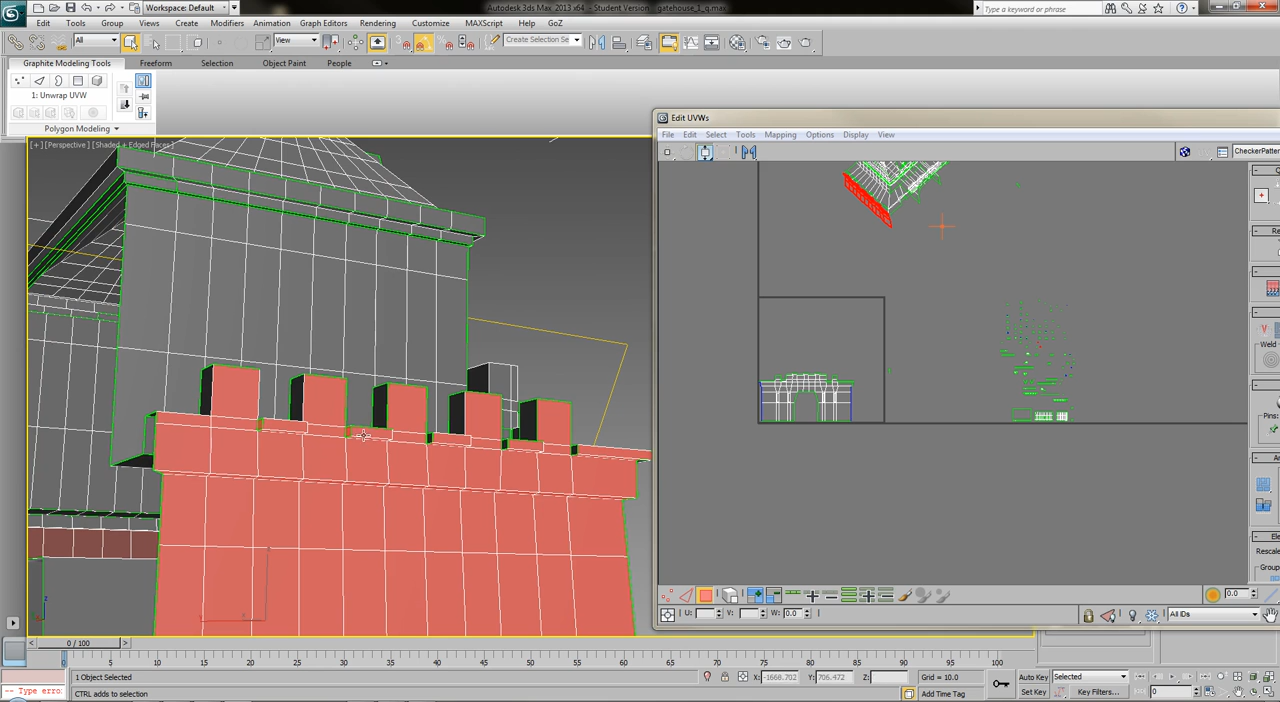 Workspace: Default
Autodesk 3ds Max 2013 x64 - Student Version
gatehouse_1_q.max
Type a keyword or phrase
Edit Tools Group Views Create Modifiers Animation Graph Editors Rendering Customize MAXScript Help GoZ
All
View
Create Selection Se
Graphite Modeling Tools Freeform Selection Object Paint People
1: Unwrap UVW
Polygon Modeling
[+] [Perspective] [Shaded + Edged Faces]
Edit UVWs
File Edit Select Tools Mapping Options Display View
CheckerPatter
Weld
Pins
Rescale
Group
0.0
U: V: W: 0.0
All IDs
0 / 100
0 5 10 15 20 25 30 35 40 45 50 55 60 65 70 75 80 85 90 95 100
1 Object Selected
X: -1660.702 Y: 706.472 Z:
Grid = 10.0
Auto Key Selected
-- Type erro
CTRL adds to selection
Add Time Tag
Set Key Key Filters...
0